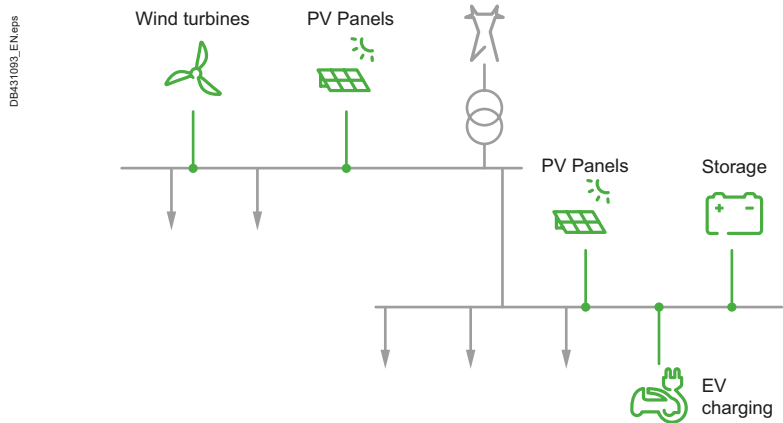 DB431093_EN.eps
Wind turbines
PV Panels
PV Panels
Storage
+ -
EV
charging